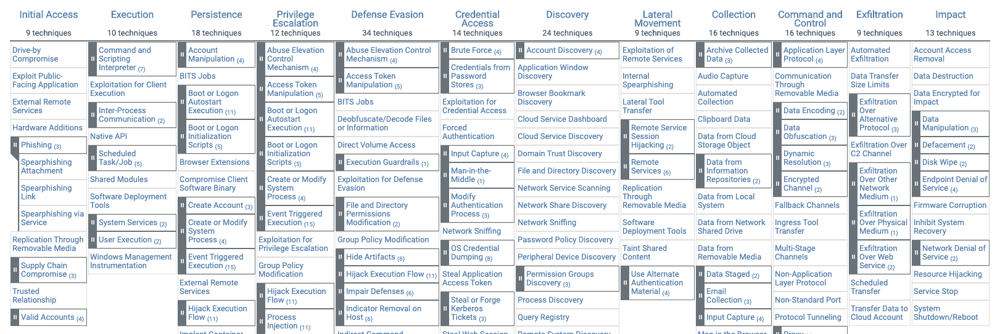 Initial Access
9 techniques
Drive-by
Compromise
Exploit Public-
Facing Application
External Remote
Services
Hardware Additions
Phishing (3)
Spearphishing
Attachment
Spearphishing
Link
Spearphishing via
Service
Replication Through
Removable Media
Supply Chain
Compromise (3)
Trusted
Relationship
Valid Accounts (4)
Execution
10 techniques
Command and
Scripting
Interpreter (7)
Exploitation for Client
Execution
Inter-Process
Communication (2)
Native API
Scheduled
Task/Job (5)
Shared Modules
Software Deployment
Tools
System Services (2)
User Execution (2)
Windows Management
Instrumentation
Persistence
18 techniques
Account
Manipulation (4)
BITS Jobs
Boot or Logon
Autostart
Execution (11)
Boot or Logon
Initialization
Scripts (5)
Browser Extensions
Compromise Client
Software Binary
Create Account (3)
Create or Modify
System
Process (4)
Event Triggered
Execution (15)
External Remote
Services
Hijack Execution
Flow (11)
Implant Container
Privilege
Escalation
12 techniques
Abuse Elevation
Control
Mechanism (4)
Access Token
Manipulation (5)
Boot or Logon
Autostart
Execution (11)
Boot or Logon
Initialization
Scripts (5)
Create or Modify
System
Process (4)
Event Triggered
Execution (15)
Exploitation for
Privilege Escalation
Group Policy
Modification
Hijack Execution
Flow (11)
Process
Injection (11)
Defense Evasion
34 techniques
Abuse Elevation Control
Mechanism (4)
Access Token
Manipulation (5)
BITS Jobs
Deobfuscate/Decode Files
or Information
Direct Volume Access
Execution Guardrails (1)
Exploitation for Defense
Evasion
File and Directory
Permissions
Modification (2)
Group Policy Modification
Hide Artifacts (6)
Hijack Execution Flow (11)
Impair Defenses (6)
Indicator Removal on
Host (6)
Indirect Command
Credential
Access
14 techniques
Brute Force (4)
Credentials from
Password
Stores (3)
Exploitation for
Credential Access
Forced
Authentication
Input Capture (4)
Man-in-the-
Middle (1)
Modify
Authentication
Process (3)
Network Sniffing
OS Credential
Dumping (8)
Steal Application
Access Token
Steal or Forge
Kerberos
Tickets (3)
Steal Web Session
Discovery
24 techniques
Account Discovery (4)
Application Window
Discovery
Browser Bookmark
Discovery
Cloud Service Dashboard
Cloud Service Discovery
Domain Trust Discovery
File and Directory Discovery
Network Service Scanning
Network Share Discovery
Network Sniffing
Password Policy Discovery
Peripheral Device Discovery
Permission Groups
Discovery (3)
Process Discovery
Query Registry
Remote System Discovery
Lateral
Movement
9 techniques
Exploitation of
Remote Services
Internal
Spearphishing
Lateral Tool
Transfer
Remote Service
Session
Hijacking (2)
Remote
Services (6)
Replication
Through
Removable Media
Software
Deployment Tools
Taint Shared
Content
Use Alternate
Authentication
Material (4)
Collection
16 techniques
Archive Collected
Data (3)
Audio Capture
Automated
Collection
Clipboard Data
Data from Cloud
Storage Object
Data from
Information
Repositories (2)
Data from Local
System
Data from Network
Shared Drive
Data from
Removable Media
Data Staged (2)
Email
Collection (3)
Input Capture (4)
Man in the Browser
Command and
Control
16 techniques
Application Layer
Protocol (4)
Communication
Through
Removable Media
Data Encoding (2)
Data
Obfuscation (3)
Dynamic
Resolution (3)
Encrypted
Channel (2)
Fallback Channels
Ingress Tool
Transfer
Multi-Stage
Channels
Non-Application
Layer Protocol
Non-Standard Port
Protocol Tunneling
Proxy
Exfiltration
9 techniques
Automated
Exfiltration
Data Transfer
Size Limits
Exfiltration
Over
Alternative
Protocol (3)
Exfiltration Over
C2 Channel
Exfiltration
Over Other
Network
Medium (1)
Exfiltration
Over Physical
Medium (1)
Exfiltration
Over Web
Service (2)
Scheduled
Transfer
Transfer Data to
Cloud Account
Impact
13 techniques
Account Access
Removal
Data Destruction
Data Encrypted for
Impact
Data
Manipulation (3)
Defacement (2)
Disk Wipe (2)
Endpoint Denial of
Service (4)
Firmware Corruption
Inhibit System
Recovery
Network Denial of
Service (2)
Resource Hijacking
Service Stop
System
Shutdown/Reboot